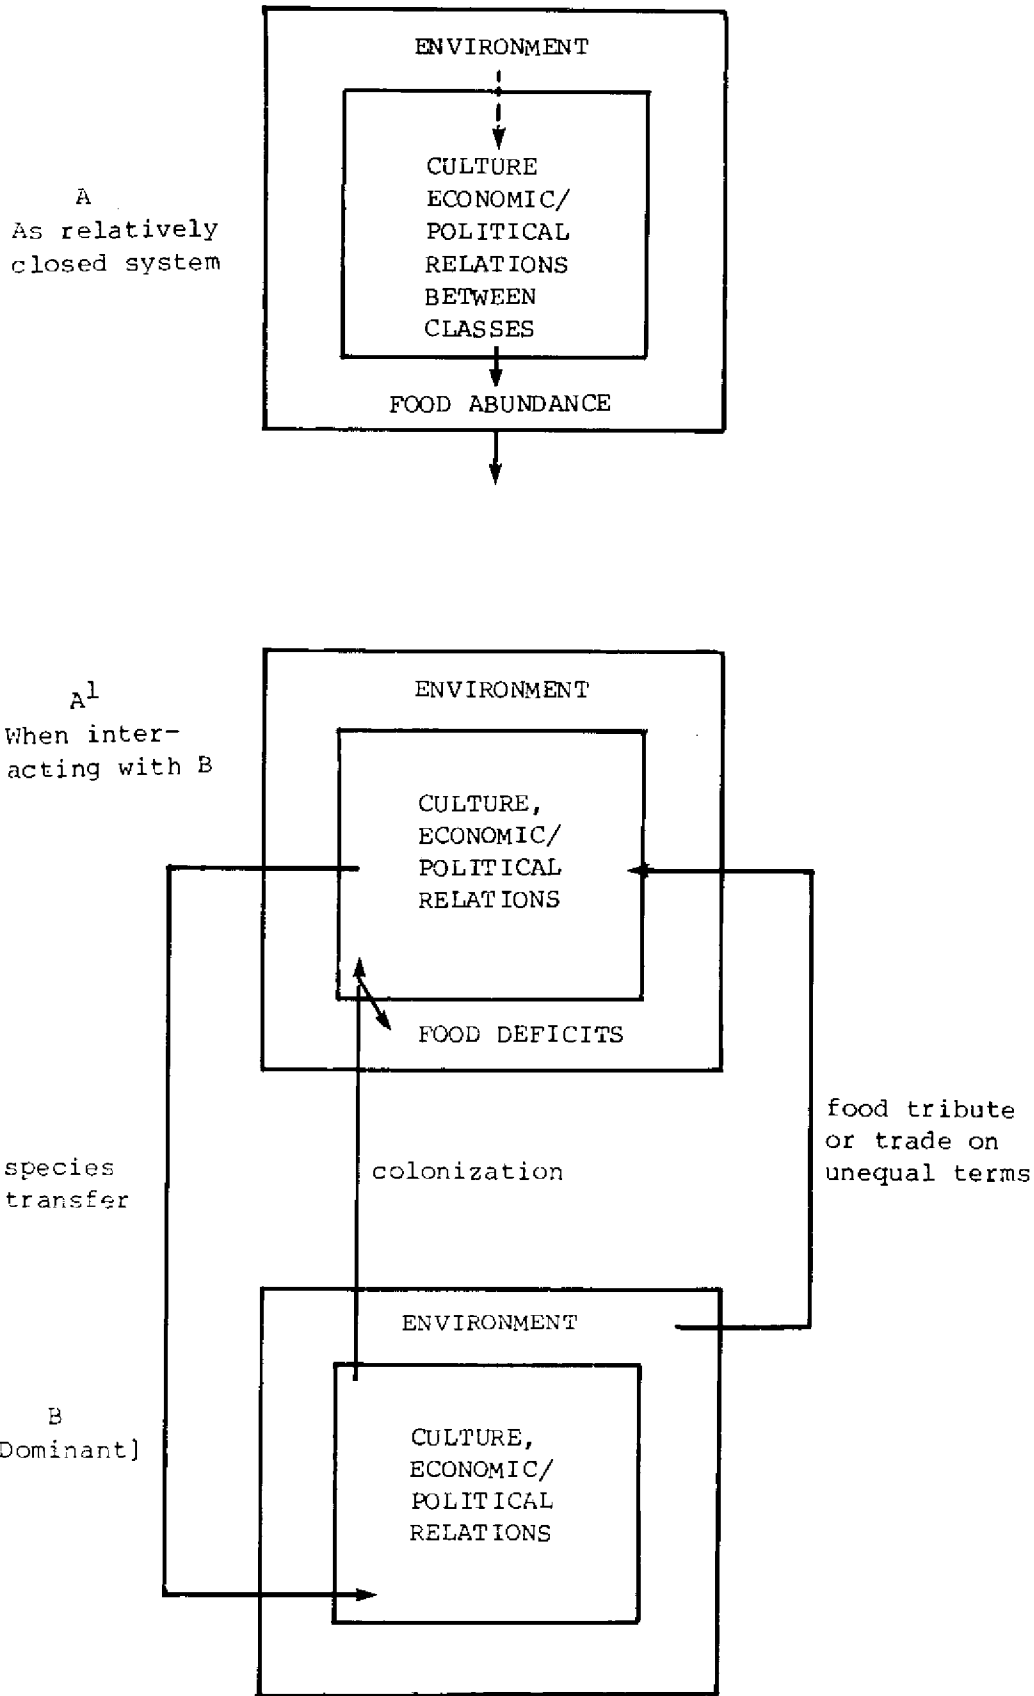 ENVIRONMENT
A
As relatively
closed system
CULTURE
ECONOMIC/
POLITICAL
RELATIONS
BETWEEN
CLASSES
FOOD ABUNDANCE
A1
When inter-
acting with B
ENVIRONMENT
CULTURE,
ECONOMIC/
POLITICAL
RELATIONS
FOOD DEFICITS
species
transfer
colonization
food tribute
or trade on
unequal terms
B
Dominant]
ENVIRONMENT
CULTURE,
ECONOMIC/
POLITICAL
RELATIONS